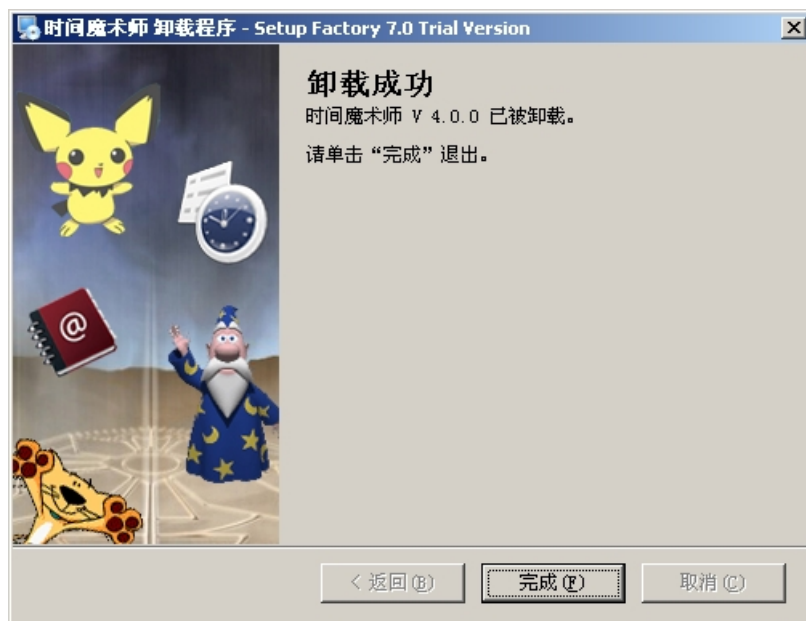 时间魔术师 卸载程序 - Setup Factory 7.0 Trial Version
卸载成功
时间魔术师 V 4.0.0 已被卸载。
请单击“完成”退出。
@
< 返回(B)
完成(F)
取消(C)